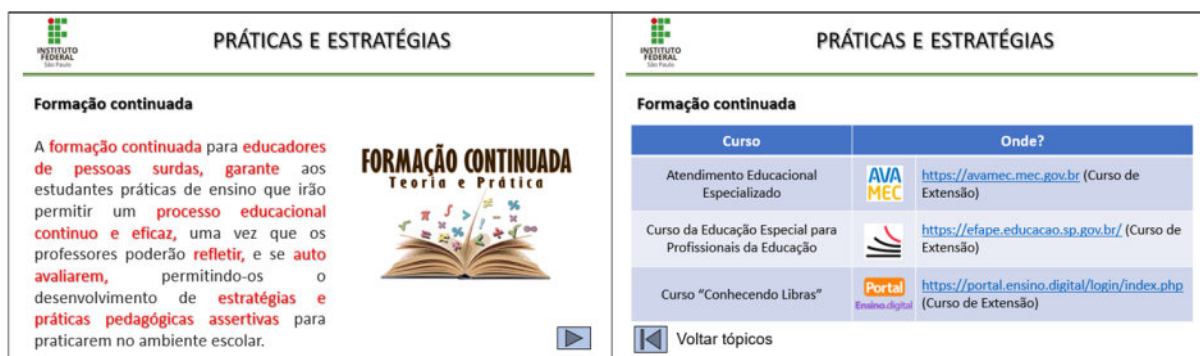 INSTITUTO
FEDERAL
São Paulo
PRÁTICAS E ESTRATÉGIAS
Formação continuada
A formação continuada para educadores
de pessoas surdas, garante aos
estudantes práticas de ensino que irão
permitir um processo educacional
continuo e eficaz, uma vez que os
professores poderão refletir, e se auto
avaliarem, permitindo-os o
desenvolvimento de estratégias e
práticas pedagógicas assertivas para
praticarem no ambiente escolar.
FORMAÇÃO CONTINUADA
Teoria e Prática
INSTITUTO
FEDERAL
São Paulo
PRÁTICAS E ESTRATÉGIAS
Formação continuada
Curso Onde?
Atendimento Educacional
Especializado
AVA
MEC
https://avamec.mec.gov.br (Curso de
Extensão)
Curso da Educação Especial para
Profissionais da Educação
https://efape.educacao.sp.gov.br/ (Curso de
Extensão)
Curso “Conhecendo Libras”
Portal
Ensino.digital
https://portal.ensino.digital/login/index.php
(Curso de Extensão)
Voltar tópicos